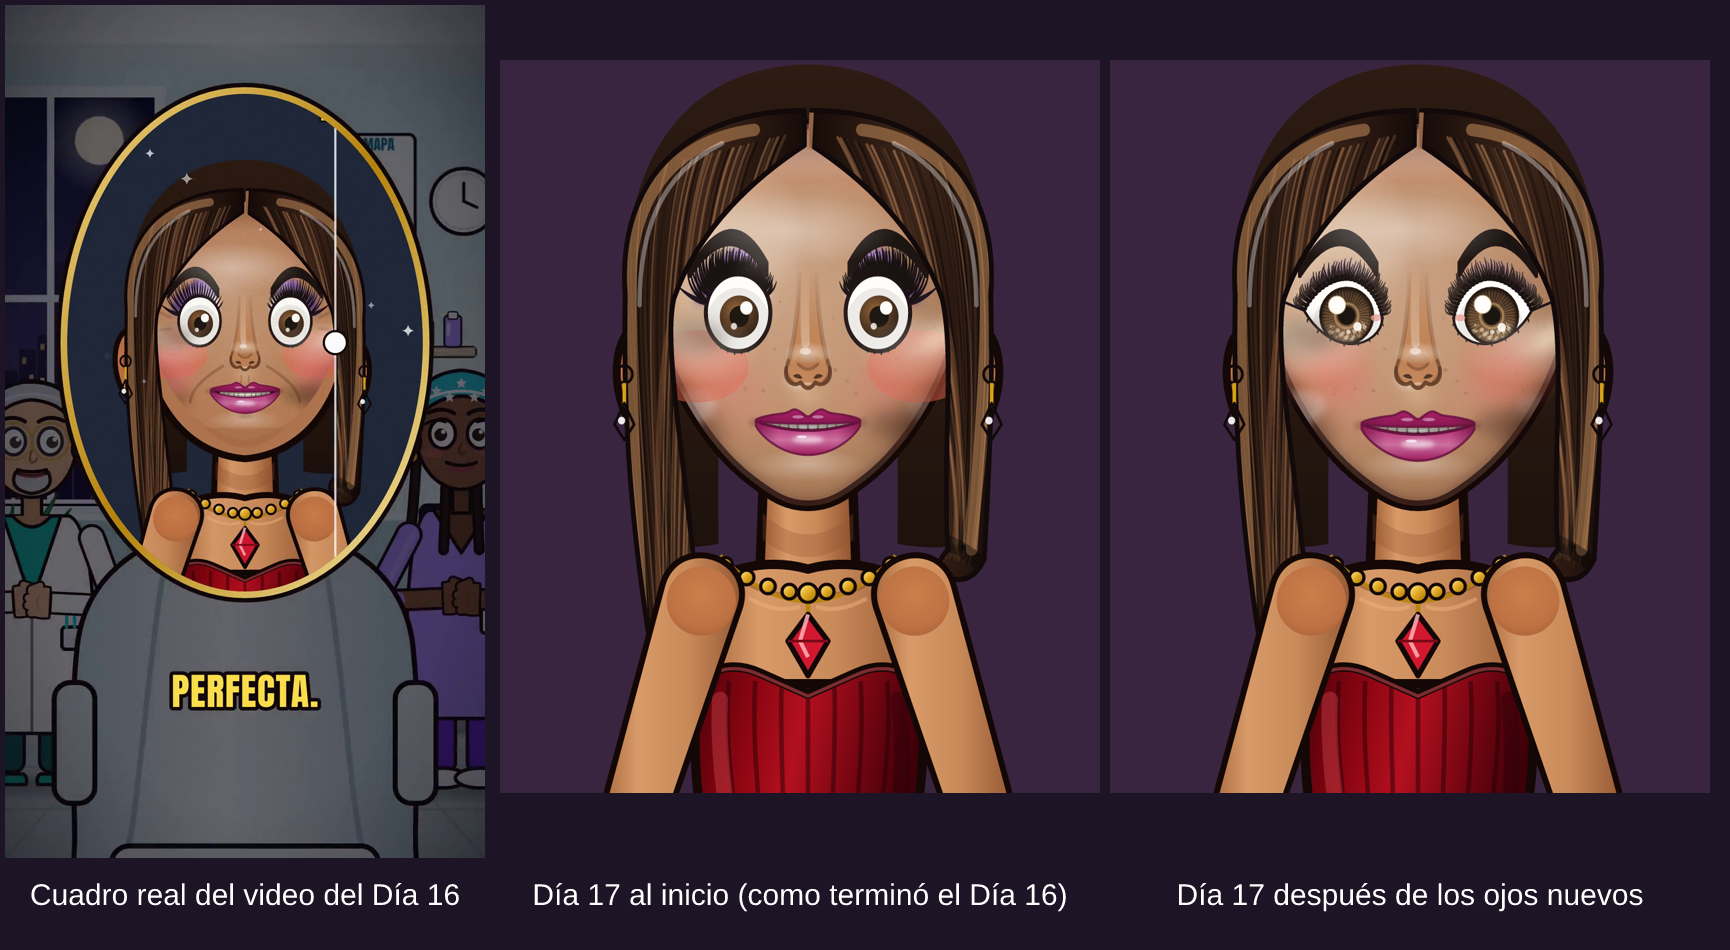 MAPA
PERFECTA.
Cuadro real del video del Día 16
Día 17 al inicio (como terminó el Día 16)
Día 17 después de los ojos nuevos